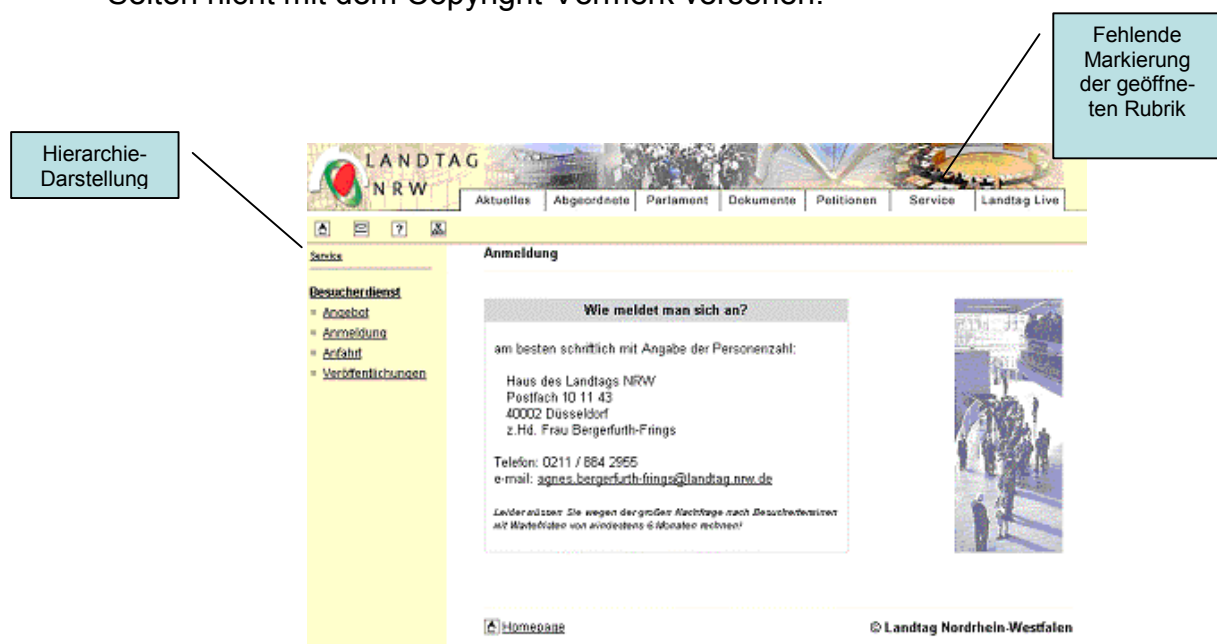 Seiten nicht mit dem Copyright-Vermerk versehen.
Fehlende
Markierung
der geöffne-
ten Rubrik
Hierarchie-
Darstellung
LANDTAG
NRW
Aktuelles Abgeordnete Parlament Dokumente Petitionen Service Landtag Live
?
Service
Anmeldung
Besucherdienst
Angebot
Anmeldung
Anfahrt
Veröffentlichungen
Wie meldet man sich an?
am besten schriftlich mit Angabe der Personenzahl:
Haus des Landtags NRW
Postfach 10 11 43
40002 Düsseldorf
z.Hd. Frau Bergerfurth-Frings
Telefon: 0211 / 884 2955
e-mail: agnes.bergerfurth-frings@landtag.nrw.de
Leider müssen Sie wegen der großen Nachfrage nach Besucherterminen
mit Wartefristen von mindestens 6 Monaten rechnen!
Homepage
© Landtag Nordrhein-Westfalen